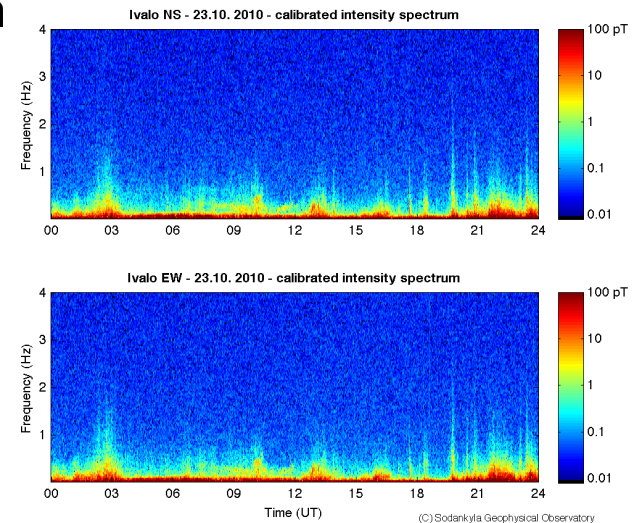 Ivalo NS - 23.10. 2010 - calibrated intensity spectrum
4
3
2
1
Frequency (Hz)
00 03 06 09 12 15 18 21 24
100 pT
10
1
0.1
0.01
Ivalo EW - 23.10. 2010 - calibrated intensity spectrum
4
3
2
1
Frequency (Hz)
00 03 06 09 12 15 18 21 24
Time (UT)
100 pT
10
1
0.1
0.01
(C) Sodankyla Geophysical Observatory